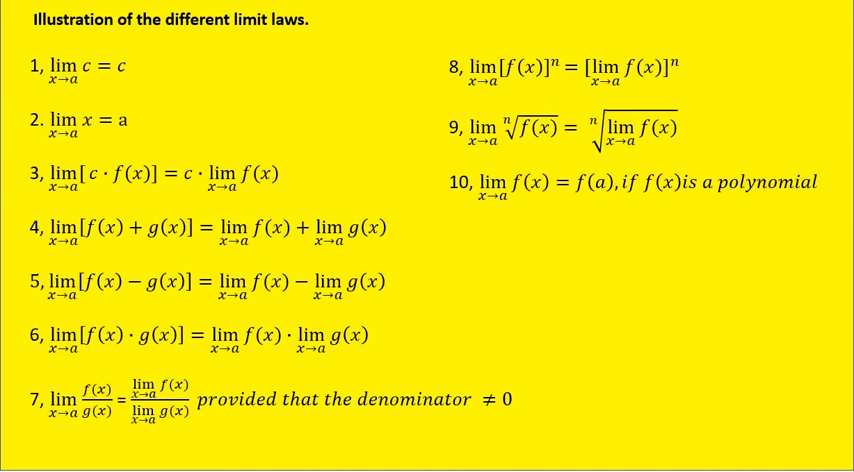 Illustration of the different limit laws.
1, lim x→a c = c
2. lim x→a x = a
3, lim x→a [c · f(x)] = c · lim x→a f(x)
4, lim x→a [f(x) + g(x)] = lim x→a f(x) + lim x→a g(x)
5, lim x→a [f(x) − g(x)] = lim x→a f(x) − lim x→a g(x)
6, lim x→a [f(x) · g(x)] = lim x→a f(x) · lim x→a g(x)
7, lim x→a f(x)/g(x) = lim x→a f(x) / lim x→a g(x) provided that the denominator ≠ 0
8, lim x→a [f(x)]ⁿ = [lim x→a f(x)]ⁿ
9, lim x→a ⁿ√f(x) = ⁿ√lim x→a f(x)
10, lim x→a f(x) = f(a), if f(x)is a polynomial